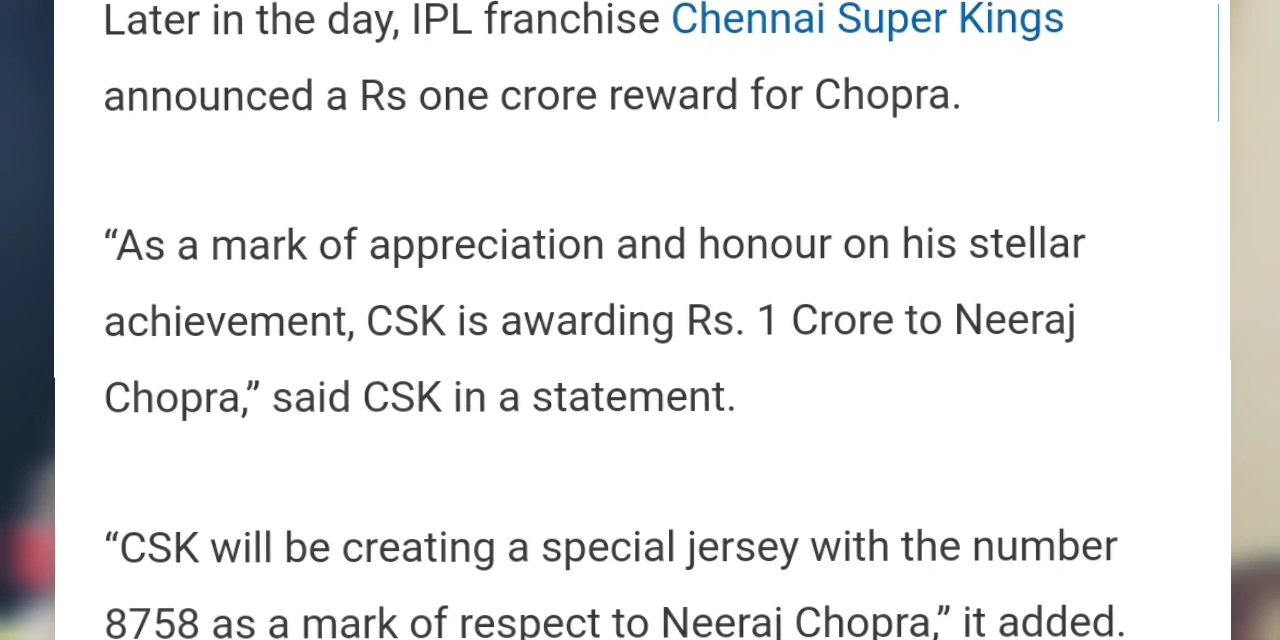 Later in the day, IPL franchise Chennai Super Kings
announced a Rs one crore reward for Chopra.
“As a mark of appreciation and honour on his stellar
achievement, CSK is awarding Rs. 1 Crore to Neeraj
Chopra,” said CSK in a statement.
“CSK will be creating a special jersey with the number
8758 as a mark of respect to Neeraj Chopra,” it added.